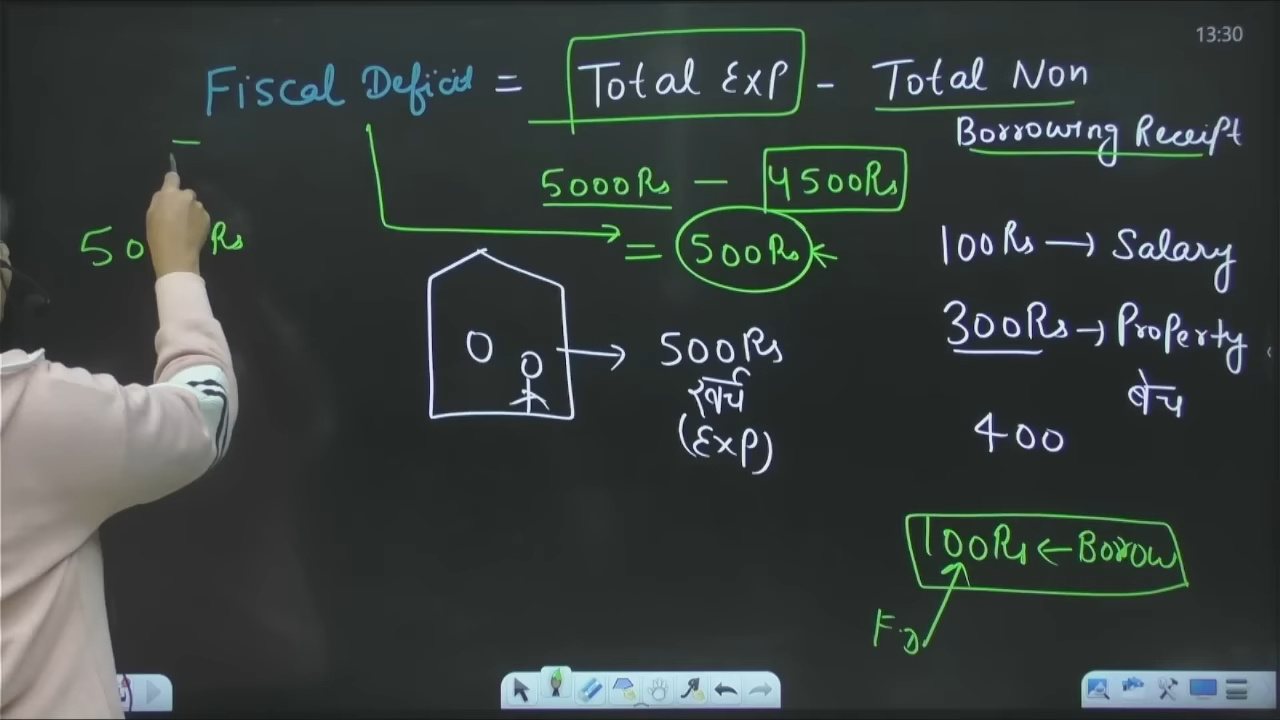 13:30
Fiscal Deficit = Total Exp - Total Non
Borrowing Receipt
5000Rs - 4500Rs
= 500Rs
Rs
100Rs → Salary
300Rs → Property
बेच
400
500Rs
खर्च
(Exp)
100Rs ← Borrow
F.D